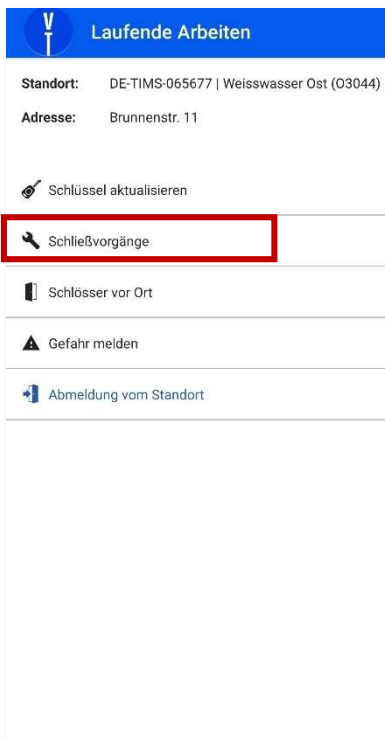 V
T
Laufende Arbeiten
Standort: DE-TIMS-065677 | Weisswasser Ost (O3044)
Adresse: Brunnenstr. 11
Schlüssel aktualisieren
Schließvorgänge
Schlösser vor Ort
Gefahr melden
Abmeldung vom Standort